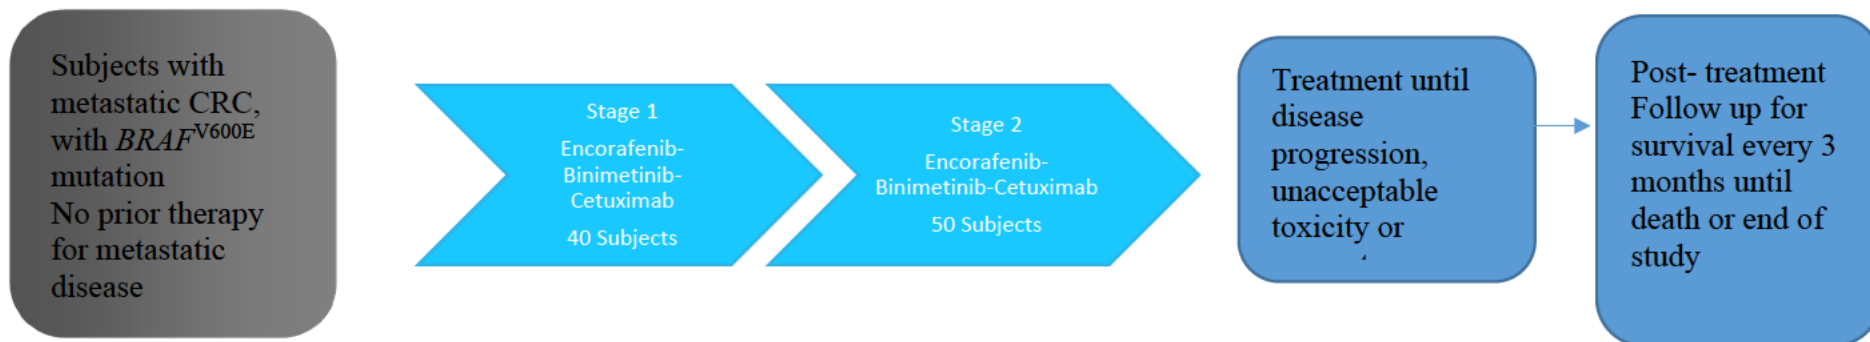 Subjects with
metastatic CRC,
with BRAFV600E
mutation
No prior therapy
for metastatic
disease
Stage 1
Encorafenib-
Binimetinib-
Cetuximab
40 Subjects
Stage 2
Encorafenib-
Binimetinib-Cetuximab
50 Subjects
Treatment until
disease
progression,
unacceptable
toxicity or
Post- treatment
Follow up for
survival every 3
months until
death or end of
study